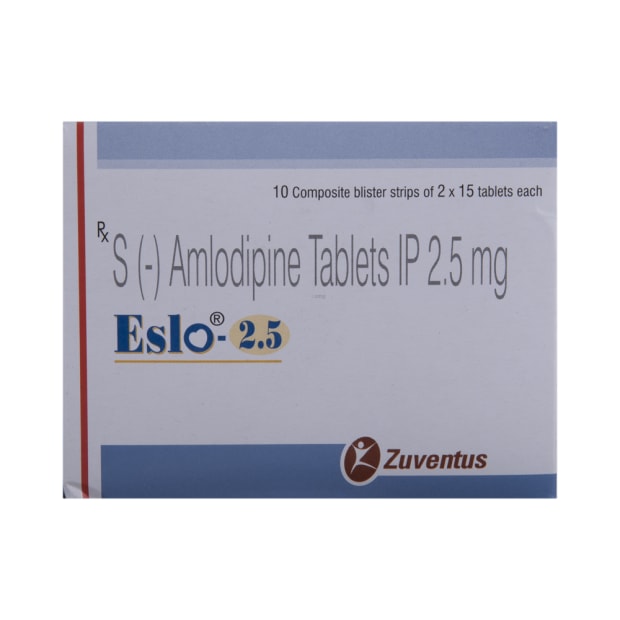 10 Composite blister strips of 2 x 15 tablets each
Rx
S (-) Amlodipine Tablets IP 2.5 mg
Eslo®-2.5
Zuventus